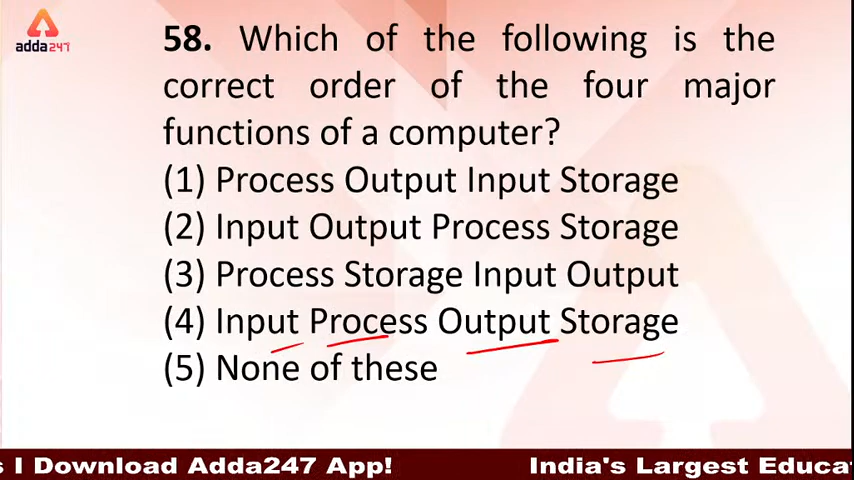 adda247
58. Which of the following is the
correct order of the four major
functions of a computer?
(1) Process Output Input Storage
(2) Input Output Process Storage
(3) Process Storage Input Output
(4) Input Process Output Storage
(5) None of these
s I Download Adda247 App! India's Largest Educa